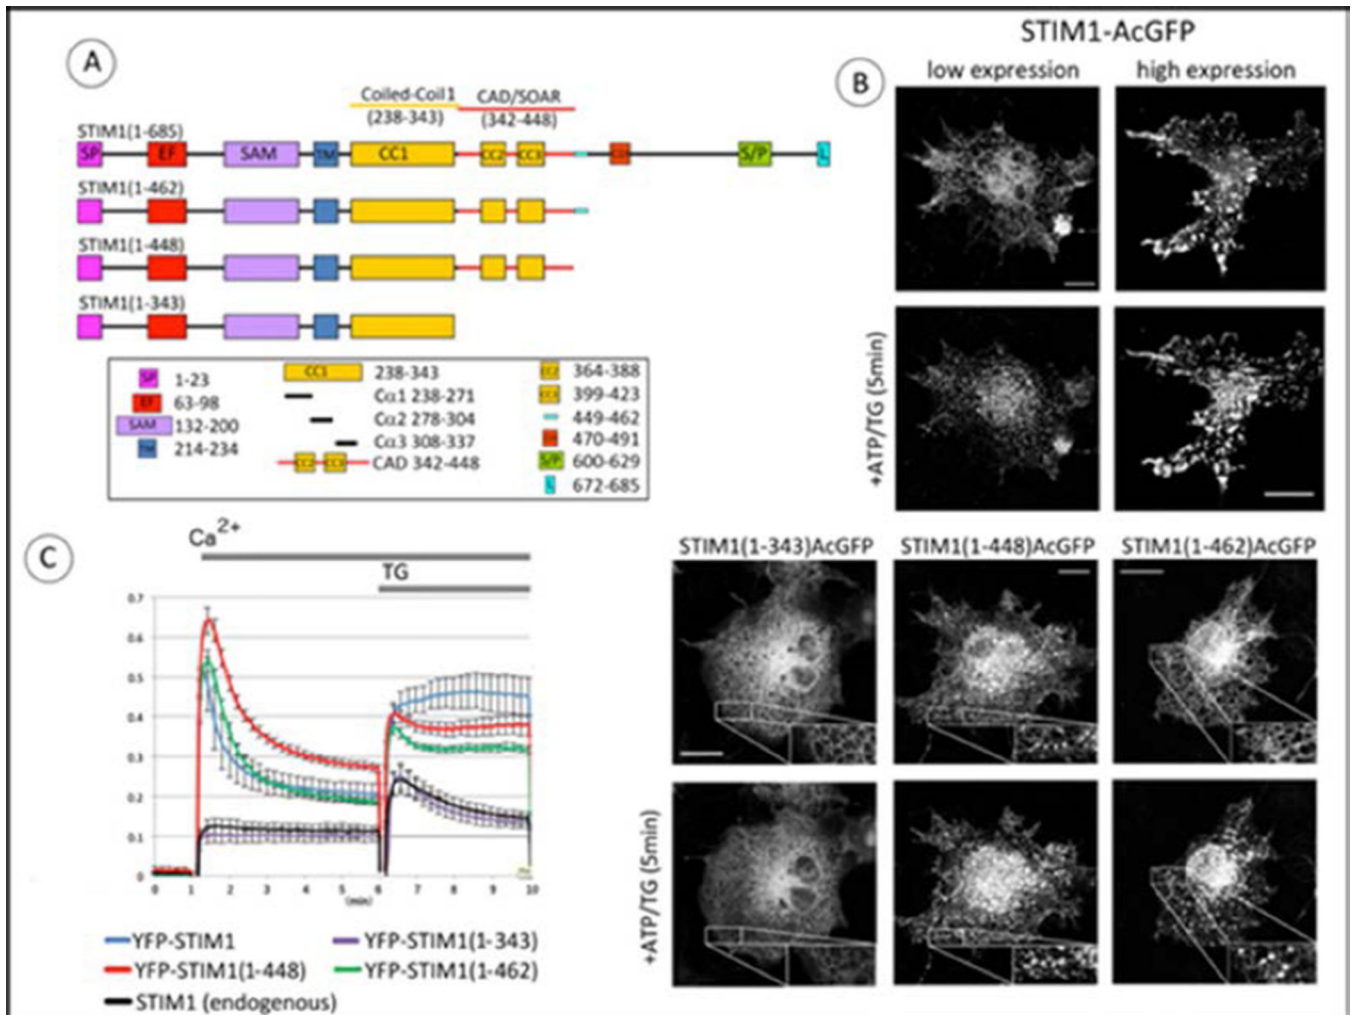 A
Coiled-Coil1
(238-343)
CAD/SOAR
(342-448)
STIM1(1-685)
SP
EF
SAM
TM
CC1
CC2
CC3
S/P
L
STIM1(1-462)
STIM1(1-448)
STIM1(1-343)
SP 1-23
EF 63-98
SAM 132-200
TM 214-234
CC1 238-343
Cα1 238-271
Cα2 278-304
Cα3 308-337
CC2 CC3 CAD 342-448
CC2 364-388
CC3 399-423
449-462
470-491
S/P 600-629
L 672-685
B
STIM1-AcGFP
low expression
high expression
+ATP/TG (5min)
STIM1(1-343)AcGFP
STIM1(1-448)AcGFP
STIM1(1-462)AcGFP
+ATP/TG (5min)
C
Ca2+
TG
0.7
0.6
0.5
0.4
0.3
0.2
0.1
0
0 1 2 3 4 5 6 7 8 9 10
(min)
YFP-STIM1
YFP-STIM1(1-343)
YFP-STIM1(1-448)
YFP-STIM1(1-462)
STIM1 (endogenous)